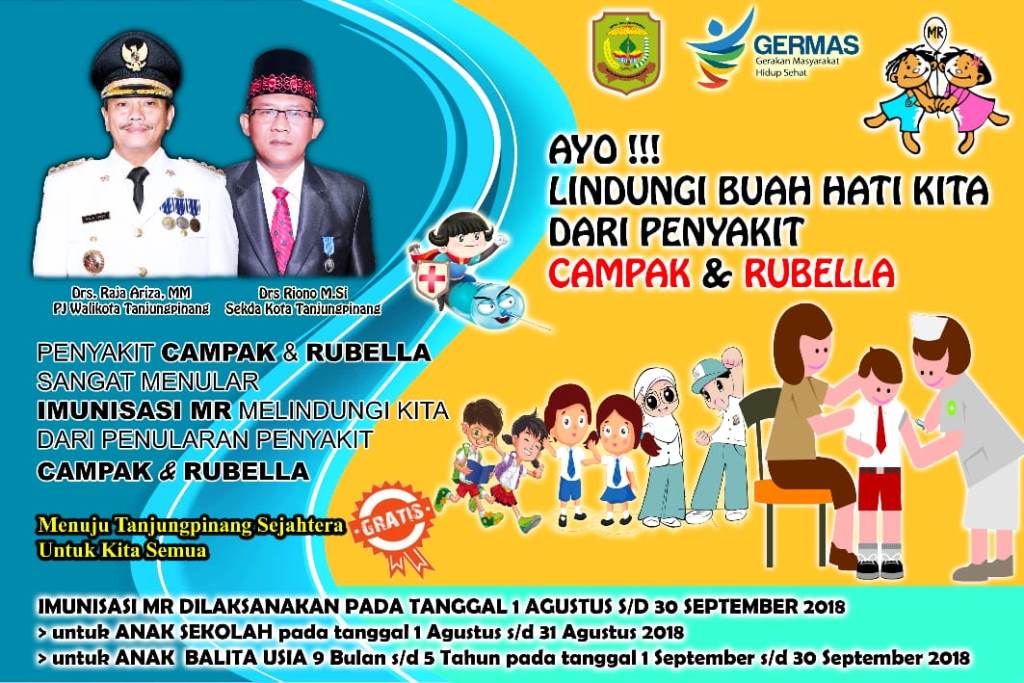 GERMAS
Gerakan Masyarakat
Hidup Sehat
MR
AYO !!!
LINDUNGI BUAH HATI KITA
DARI PENYAKIT
CAMPAK & RUBELLA
Drs. Raja Ariza, MM
PJ Walikota Tanjungpinang
Drs Riono M.Si
Sekda Kota Tanjungpinang
PENYAKIT CAMPAK & RUBELLA
SANGAT MENULAR
IMUNISASI MR MELINDUNGI KITA
DARI PENULARAN PENYAKIT
CAMPAK & RUBELLA
Menuju Tanjungpinang Sejahtera
Untuk Kita Semua
GRATIS
IMUNISASI MR DILAKSANAKAN PADA TANGGAL 1 AGUSTUS S/D 30 SEPTEMBER 2018
> untuk ANAK SEKOLAH pada tanggal 1 Agustus s/d 31 Agustus 2018
> untuk ANAK BALITA USIA 9 Bulan s/d 5 Tahun pada tanggal 1 September s/d 30 September 2018